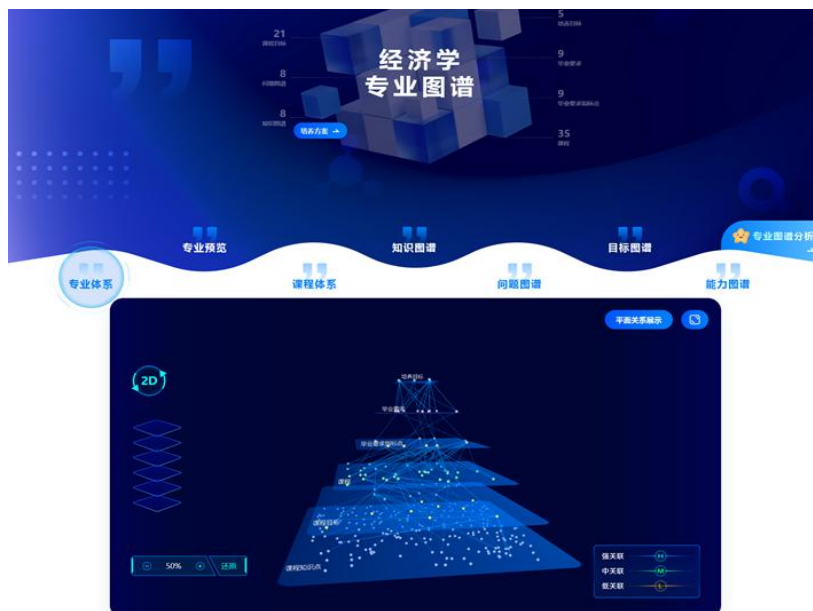 21
课程目标
8
问题图谱
8
知识图谱
经济学
专业图谱
培养方案
5
培养目标
9
毕业要求
9
毕业要求指标点
35
课程
专业预览
知识图谱
目标图谱
专业图谱分析
专业体系
课程体系
问题图谱
能力图谱
平面关系展示
2D
培养目标
毕业要求
毕业要求指标点
课程
课程目标
课程知识点
50%
还原
强关联 H
中关联 M
低关联 L